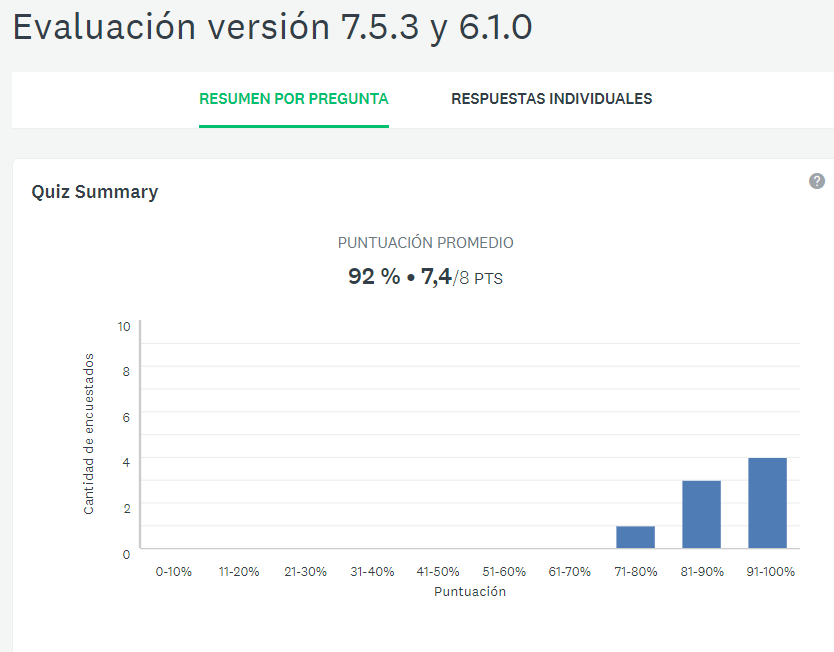 Evaluación versión 7.5.3 y 6.1.0
RESUMEN POR PREGUNTA
RESPUESTAS INDIVIDUALES
Quiz Summary
?
PUNTUACIÓN PROMEDIO
92 % • 7,4/8 PTS
Cantidad de encuestados
10
8
6
4
2
0
0-10% 11-20% 21-30% 31-40% 41-50% 51-60% 61-70% 71-80% 81-90% 91-100%
Puntuación